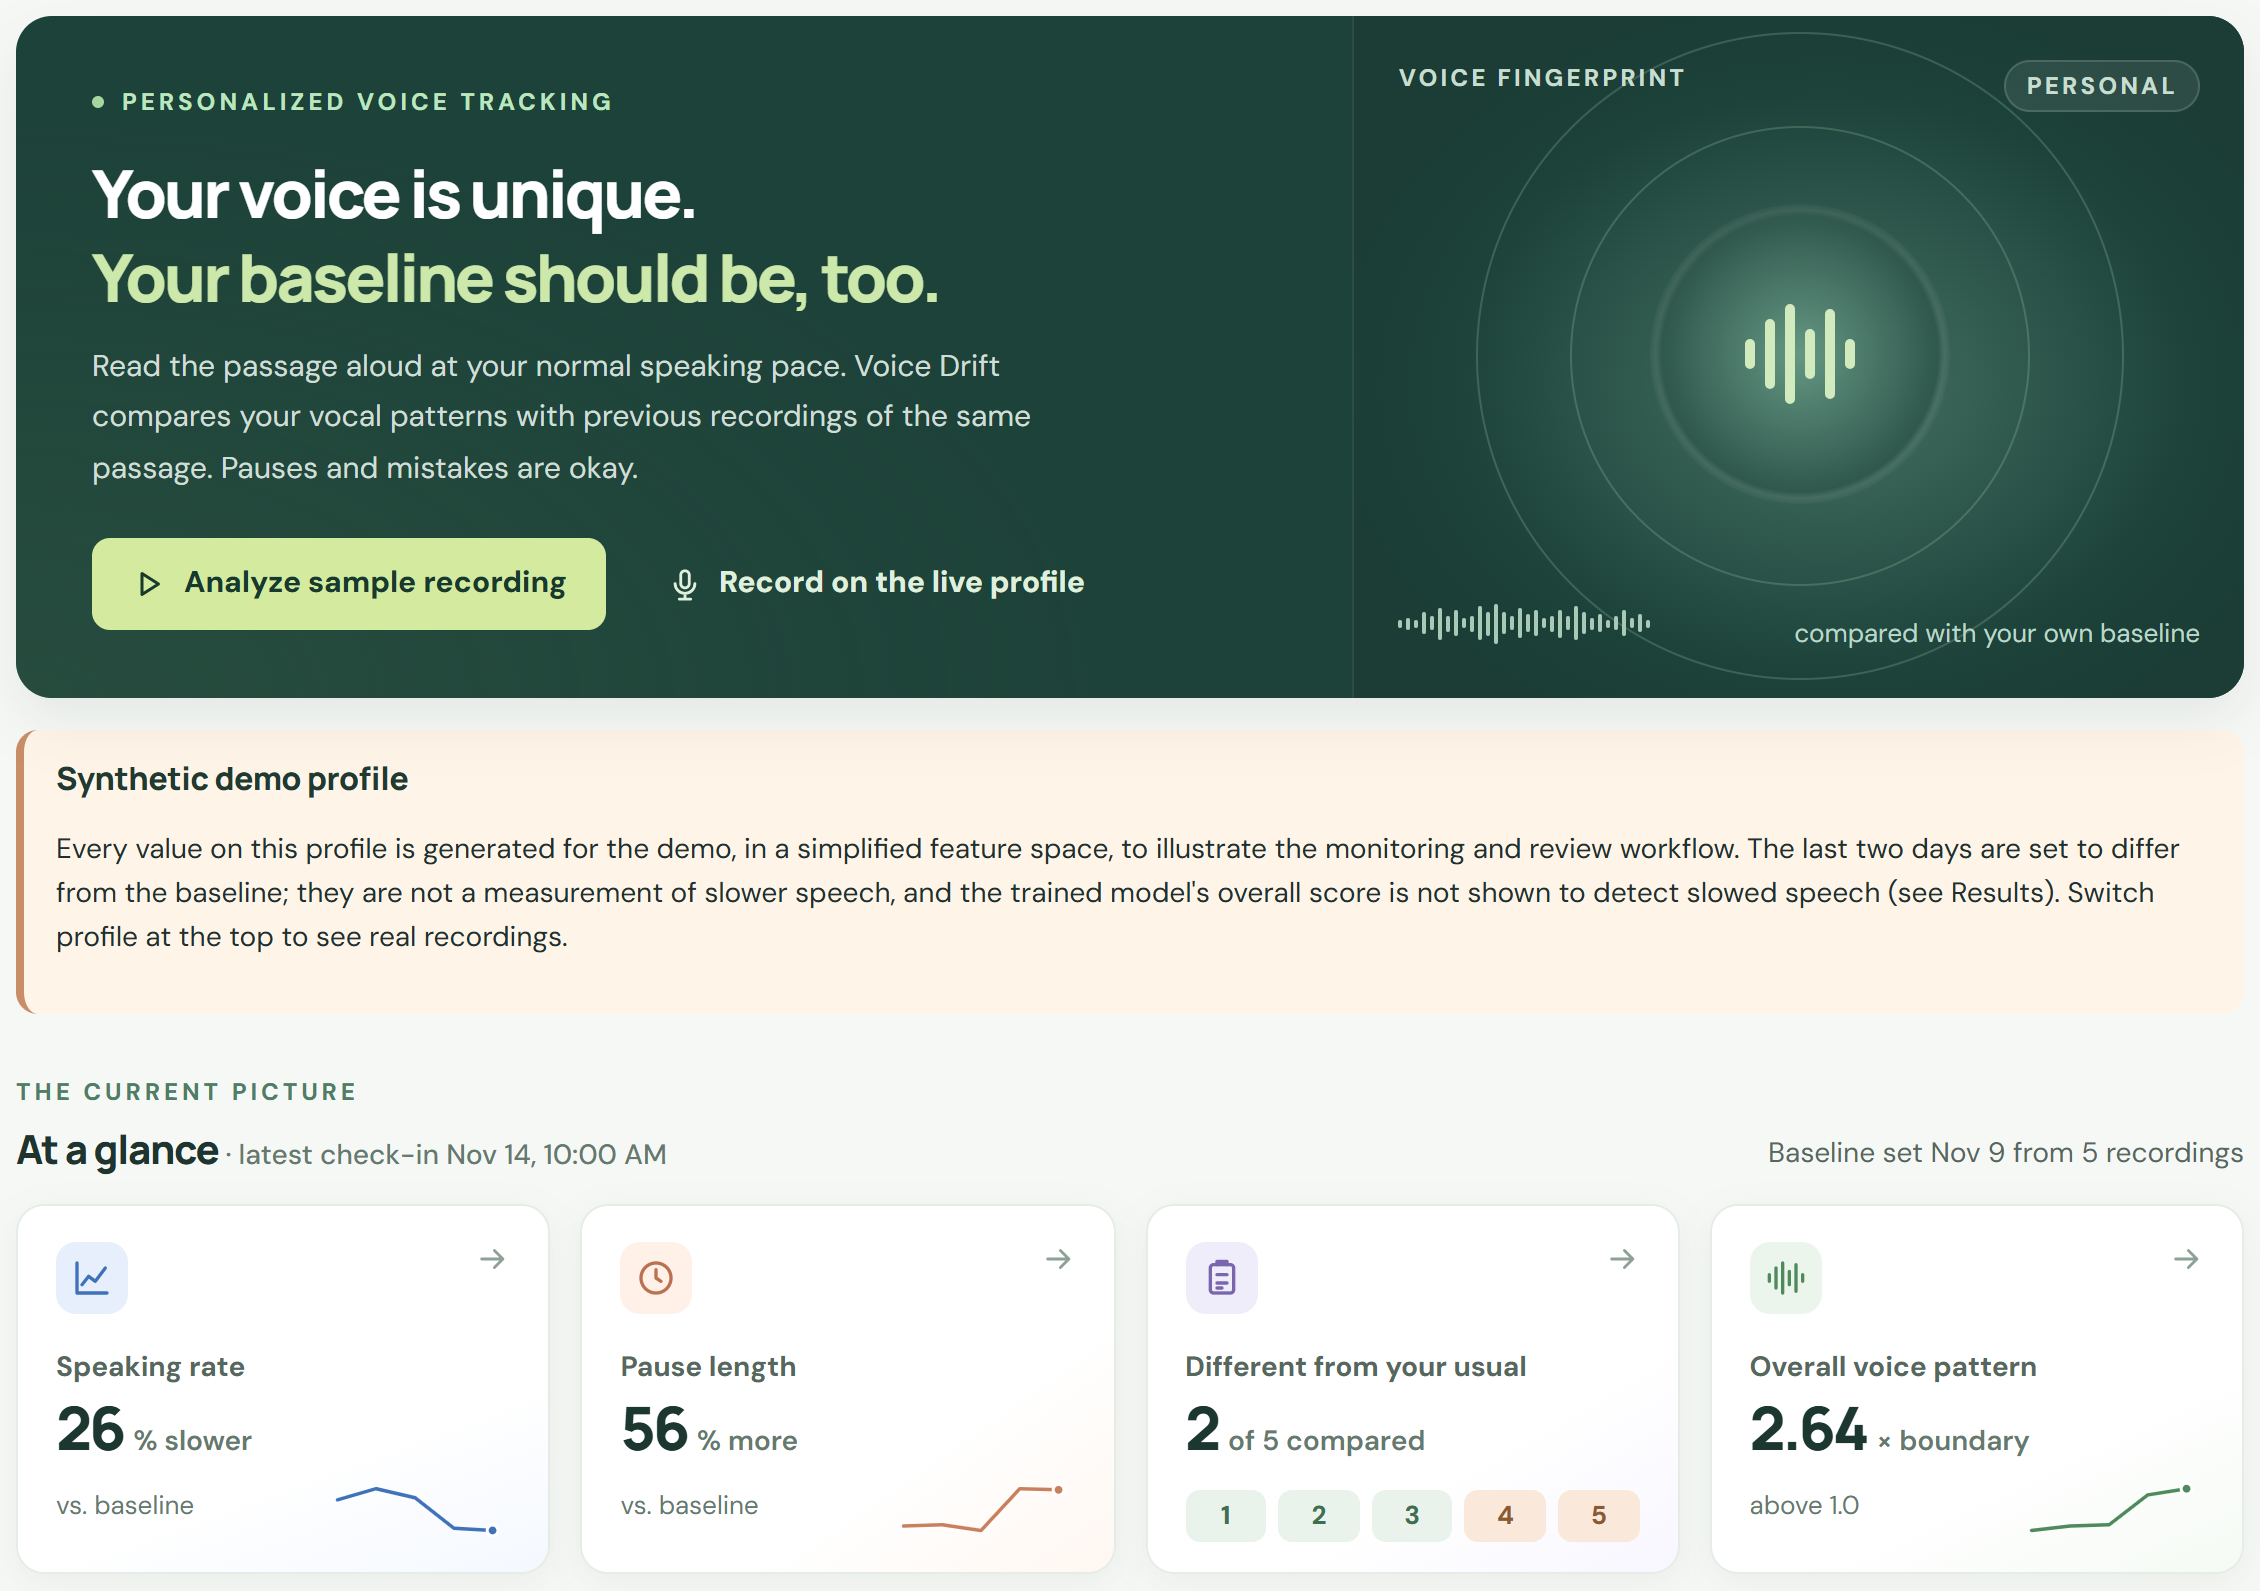 PERSONALIZED VOICE TRACKING
Your voice is unique.
Your baseline should be, too.
Read the passage aloud at your normal speaking pace. Voice Drift
compares your vocal patterns with previous recordings of the same
passage. Pauses and mistakes are okay.
Analyze sample recording
Record on the live profile
VOICE FINGERPRINT
PERSONAL
compared with your own baseline
Synthetic demo profile
Every value on this profile is generated for the demo, in a simplified feature space, to illustrate the monitoring and review workflow. The last two days are set to differ
from the baseline; they are not a measurement of slower speech, and the trained model's overall score is not shown to detect slowed speech (see Results). Switch
profile at the top to see real recordings.
THE CURRENT PICTURE
At a glance · latest check-in Nov 14, 10:00 AM
Baseline set Nov 9 from 5 recordings
Speaking rate
26 % slower
vs. baseline
Pause length
56 % more
vs. baseline
Different from your usual
2 of 5 compared
1 2 3 4 5
Overall voice pattern
2.64 × boundary
above 1.0